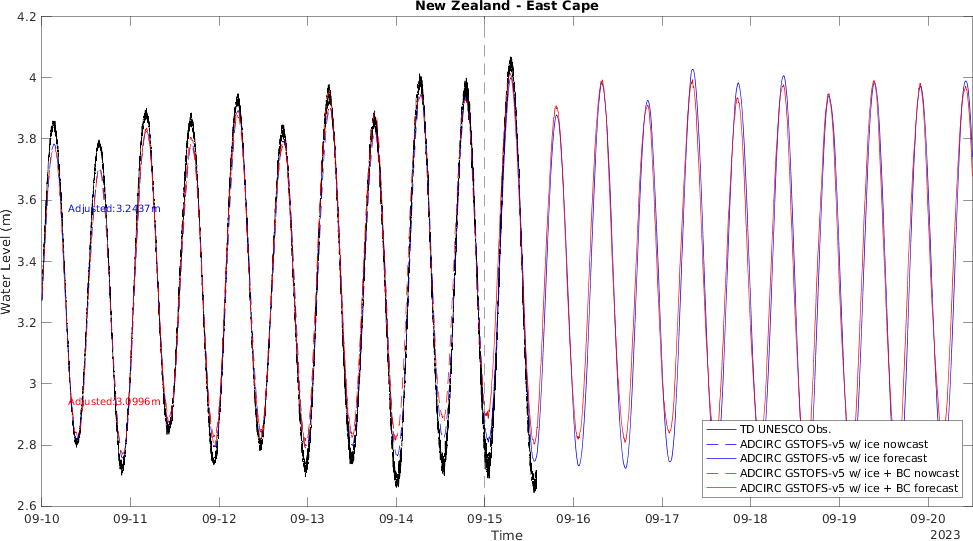 New Zealand - East Cape
4.2
4
3.8
3.6
3.4
3.2
3
2.8
2.6
Water Level (m)
Adjusted:3.2437m
Adjusted:3.0996m
TD UNESCO Obs.
ADCIRC GSTOFS-v5 w/ ice nowcast
ADCIRC GSTOFS-v5 w/ ice forecast
ADCIRC GSTOFS-v5 w/ ice + BC nowcast
ADCIRC GSTOFS-v5 w/ ice + BC forecast
09-10 09-11 09-12 09-13 09-14 09-15 09-16 09-17 09-18 09-19 09-20
Time
2023